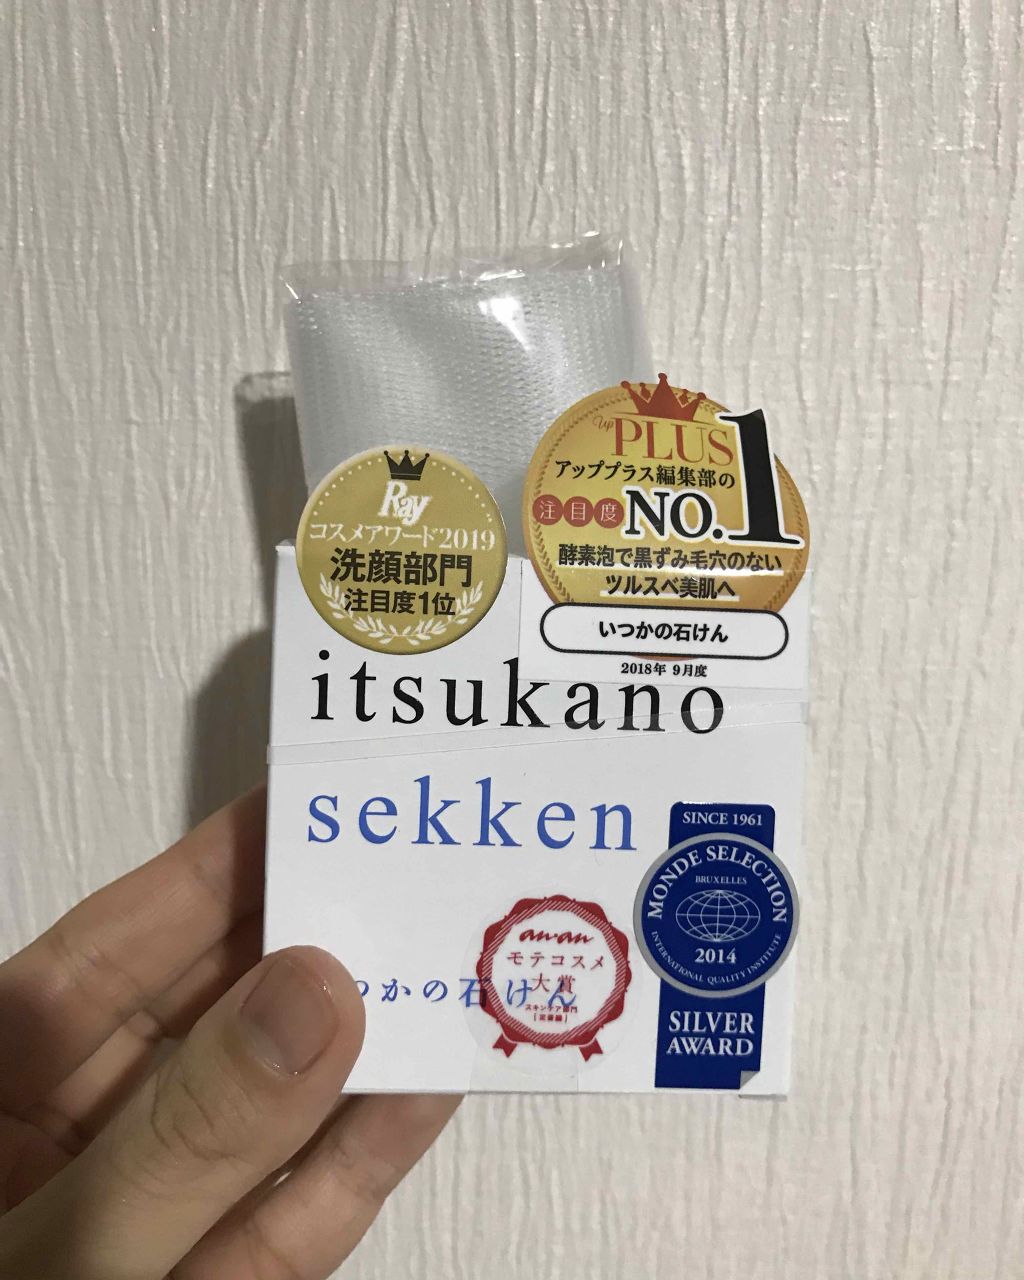 up PLUS
アッププラス編集部の
注目度 NO.1
酵素泡で黒ずみ毛穴のない
ツルスベ美肌へ
いつかの石けん
2018年 9月度
Ray
コスメアワード2019
洗顔部門
注目度1位
itsukano
sekken
SINCE 1961
MONDE SELECTION
BRUXELLES
2014
INTERNATIONAL QUALITY INSTITUTE
SILVER
AWARD
an·an
モテコスメ
大賞
スキンケア部門
つかの石けん